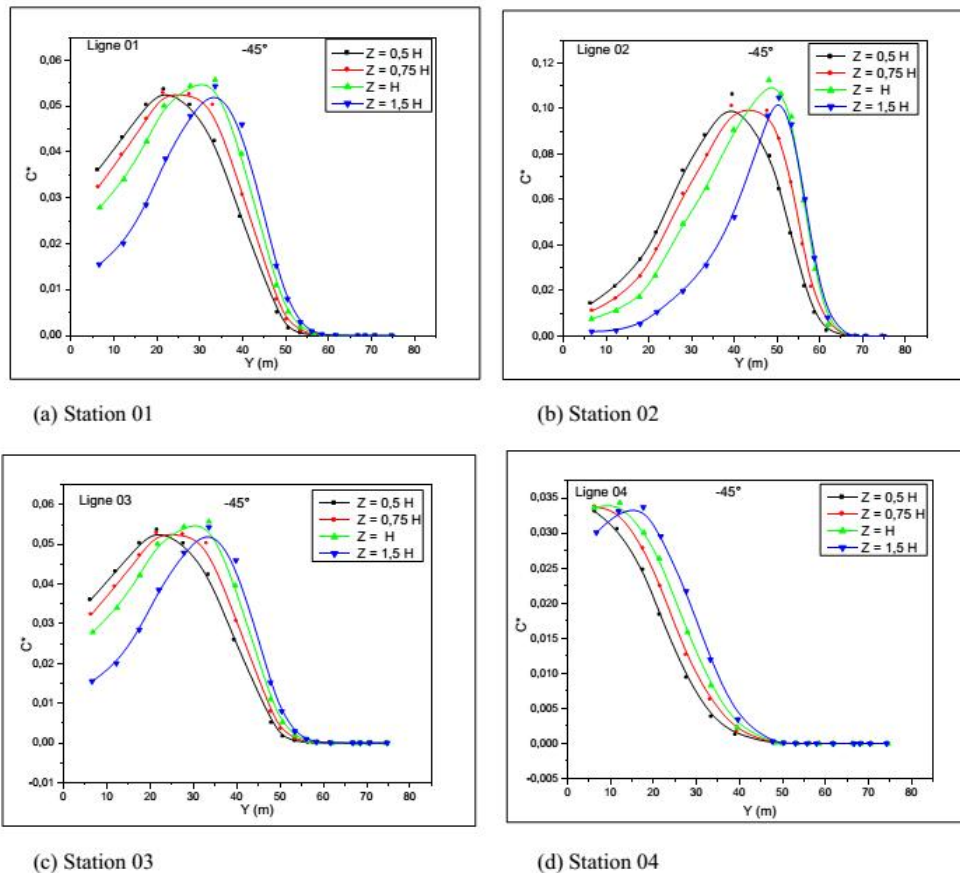 Ligne 01
-45°
Z = 0,5 H
Z = 0,75 H
Z = H
Z = 1,5 H
0,06
0,05
0,04
0,03
0,02
0,01
0,00
C*
0 10 20 30 40 50 60 70 80
Y (m)
(a) Station 01
Ligne 02
-45°
Z = 0,5 H
Z = 0,75 H
Z = H
Z = 1,5 H
0,12
0,10
0,08
0,06
0,04
0,02
0,00
C*
0 10 20 30 40 50 60 70 80
Y (m)
(b) Station 02
Ligne 03
-45°
Z = 0,5 H
Z = 0,75 H
Z = H
Z = 1,5 H
0,06
0,05
0,04
0,03
0,02
0,01
0,00
-0,01
C*
0 10 20 30 40 50 60 70 80
Y (m)
(c) Station 03
Ligne 04
-45°
Z = 0,5 H
Z = 0,75 H
Z = H
Z = 1,5 H
0,035
0,030
0,025
0,020
0,015
0,010
0,005
0,000
-0,005
C*
0 10 20 30 40 50 60 70 80
Y (m)
(d) Station 04